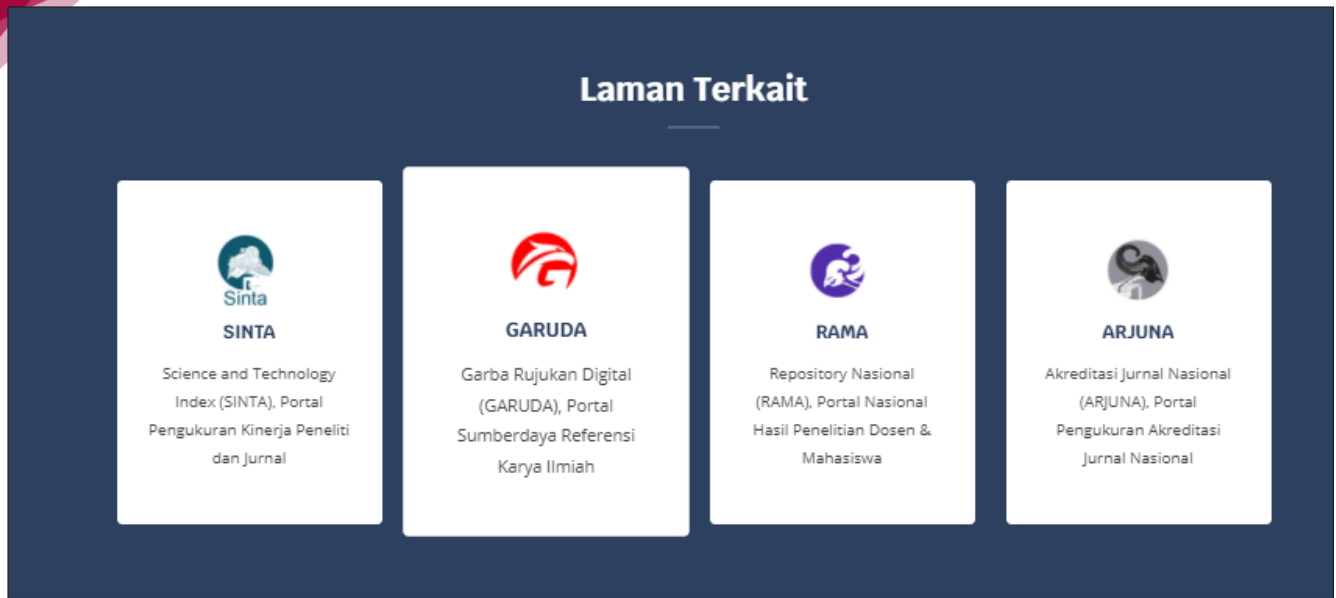 Laman Terkait
Sinta
SINTA
Science and Technology
Index (SINTA), Portal
Pengukuran Kinerja Peneliti
dan Jurnal
G
GARUDA
Garba Rujukan Digital
(GARUDA), Portal
Sumberdaya Referensi
Karya Ilmiah
RAMA
Repository Nasional
(RAMA), Portal Nasional
Hasil Penelitian Dosen &
Mahasiswa
ARJUNA
Akreditasi Jurnal Nasional
(ARJUNA), Portal
Pengukuran Akreditasi
Jurnal Nasional